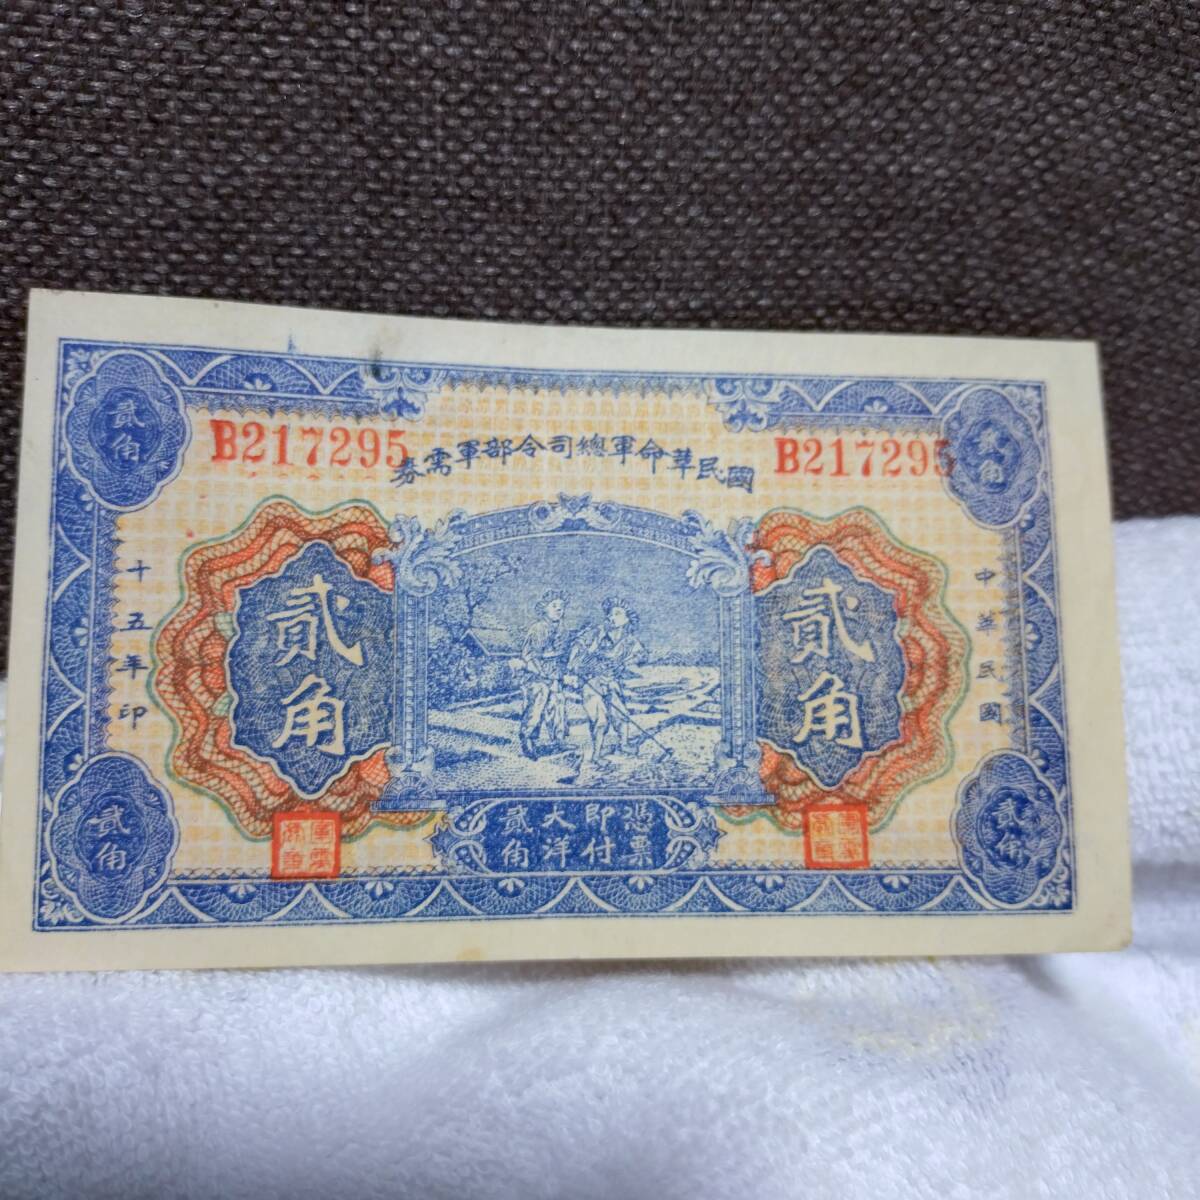 國民革命軍總司令部軍需券
B217295
B217295
貳角
貳角
中華民國
十五年印
貳角
貳角
憑票即付大洋貳角
貳角
貳角